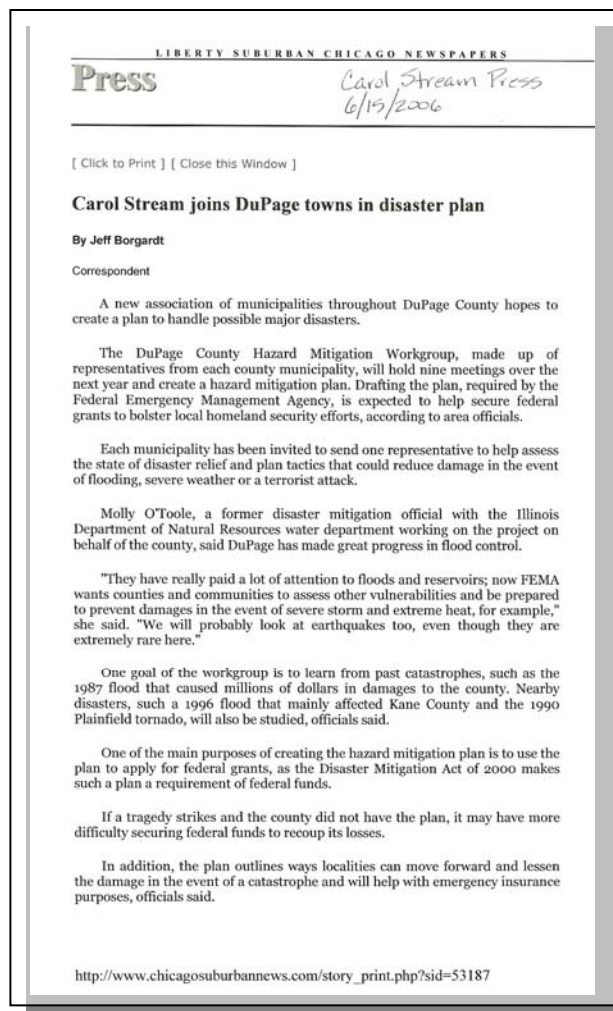 LIBERTY SUBURBAN CHICAGO NEWSPAPERS
Press
Carol Stream Press
6/15/2006
[ Click to Print ] [ Close this Window ]
Carol Stream joins DuPage towns in disaster plan
By Jeff Borgardt
Correspondent
A new association of municipalities throughout DuPage County hopes to
create a plan to handle possible major disasters.
The DuPage County Hazard Mitigation Workgroup, made up of
representatives from each county municipality, will hold nine meetings over the
next year and create a hazard mitigation plan. Drafting the plan, required by the
Federal Emergency Management Agency, is expected to help secure federal
grants to bolster local homeland security efforts, according to area officials.
Each municipality has been invited to send one representative to help assess
the state of disaster relief and plan tactics that could reduce damage in the event
of flooding, severe weather or a terrorist attack.
Molly O'Toole, a former disaster mitigation official with the Illinois
Department of Natural Resources water department working on the project on
behalf of the county, said DuPage has made great progress in flood control.
"They have really paid a lot of attention to floods and reservoirs; now FEMA
wants counties and communities to assess other vulnerabilities and be prepared
to prevent damages in the event of severe storm and extreme heat, for example,"
she said. "We will probably look at earthquakes too, even though they are
extremely rare here."
One goal of the workgroup is to learn from past catastrophes, such as the
1987 flood that caused millions of dollars in damages to the county. Nearby
disasters, such a 1996 flood that mainly affected Kane County and the 1990
Plainfield tornado, will also be studied, officials said.
One of the main purposes of creating the hazard mitigation plan is to use the
plan to apply for federal grants, as the Disaster Mitigation Act of 2000 makes
such a plan a requirement of federal funds.
If a tragedy strikes and the county did not have the plan, it may have more
difficulty securing federal funds to recoup its losses.
In addition, the plan outlines ways localities can move forward and lessen
the damage in the event of a catastrophe and will help with emergency insurance
purposes, officials said.
http://www.chicagosuburbannews.com/story_print.php?sid=53187